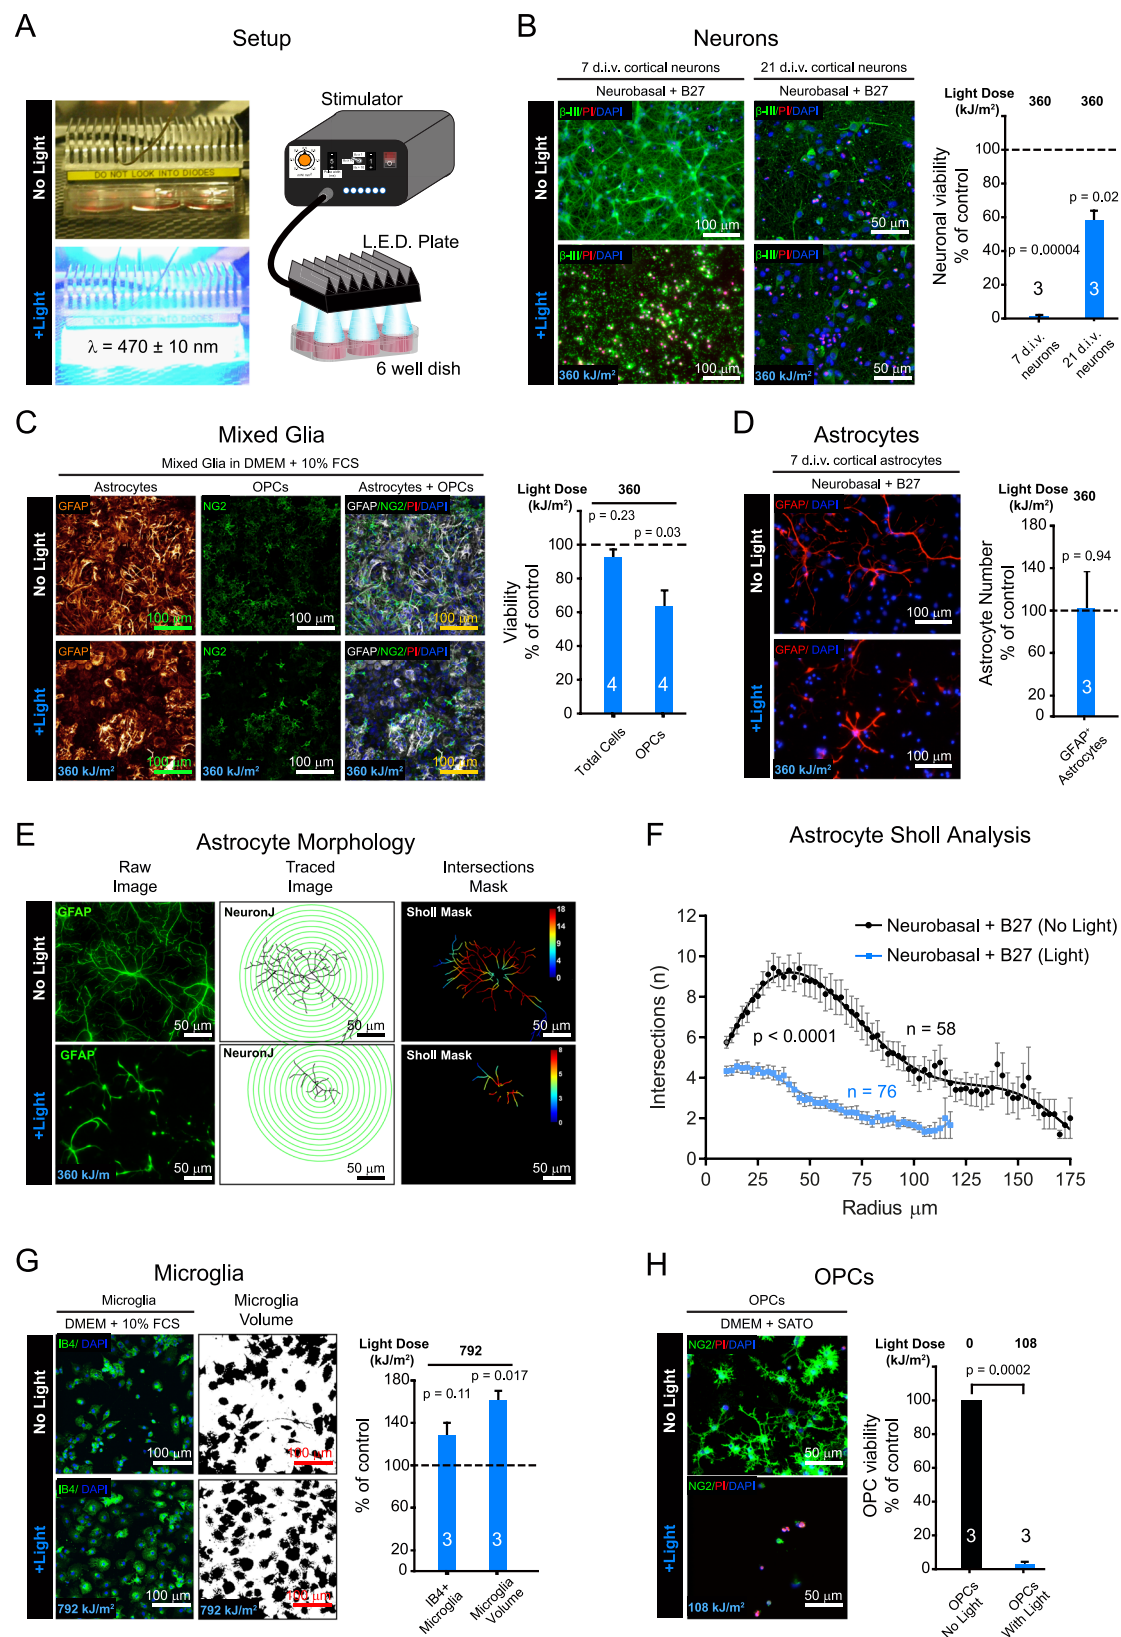 A
Setup
No Light
+Light
DO NOT LOOK INTO DIODES
λ = 470 ± 10 nm
Stimulator
L.E.D. Plate
6 well dish
B
Neurons
7 d.i.v. cortical neurons
21 d.i.v. cortical neurons
Neurobasal + B27
Neurobasal + B27
No Light
+Light
β-III/PI/DAPI
100 μm
β-III/PI/DAPI
50 μm
β-III/PI/DAPI
360 kJ/m²
100 μm
β-III/PI/DAPI
360 kJ/m²
50 μm
Light Dose
(kJ/m²)
360
360
Neuronal viability
% of control
100
80
60
40
20
0
p = 0.02
p = 0.00004
3
3
7 d.i.v.
neurons
21 d.i.v.
neurons
C
Mixed Glia
Mixed Glia in DMEM + 10% FCS
Astrocytes
OPCs
Astrocytes + OPCs
No Light
+Light
GFAP
100 μm
NG2
100 μm
GFAP/NG2/PI/DAPI
100 μm
GFAP
360 kJ/m²
100 μm
NG2
360 kJ/m²
100 μm
GFAP/NG2/PI/DAPI
360 kJ/m²
100 μm
Light Dose
(kJ/m²)
360
Viability
% of control
120
100
80
60
40
20
0
p = 0.23
p = 0.03
4
4
Total Cells
OPCs
D
Astrocytes
7 d.i.v. cortical astrocytes
Neurobasal + B27
No Light
+Light
GFAP/ DAPI
100 μm
GFAP/ DAPI
360 kJ/m²
100 μm
Light Dose
(kJ/m²)
360
Astrocyte Number
% of control
180
140
100
60
20
0
p = 0.94
3
GFAP⁺
Astrocytes
E
Astrocyte Morphology
Raw
Image
Traced
Image
Intersections
Mask
No Light
+Light
GFAP
50 μm
NeuronJ
50 μm
Sholl Mask
18
14
9
4
0
50 μm
GFAP
360 kJ/m
50 μm
NeuronJ
50 μm
Sholl Mask
8
5
3
1
0
50 μm
F
Astrocyte Sholl Analysis
Neurobasal + B27 (No Light)
Neurobasal + B27 (Light)
Intersections (n)
12
10
8
6
4
2
0
p < 0.0001
n = 58
n = 76
0
25
50
75
100
125
150
175
Radius μm
G
Microglia
Microglia
DMEM + 10% FCS
Microglia
Volume
No Light
+Light
IB4/ DAPI
100 μm
100 μm
IB4/ DAPI
792 kJ/m²
100 μm
792 kJ/m²
100 μm
Light Dose
(kJ/m²)
792
% of control
180
140
100
60
20
0
p = 0.017
p = 0.11
3
3
IB4+
Microglia
Microglia
Volume
H
OPCs
OPCs
DMEM + SATO
No Light
+Light
NG2/PI/DAPI
50 μm
NG2/PI/DAPI
108 kJ/m²
50 μm
Light Dose
(kJ/m²)
0
108
OPC viability
% of control
120
100
80
60
40
20
0
p = 0.0002
3
3
OPCs
No Light
OPCs
With Light